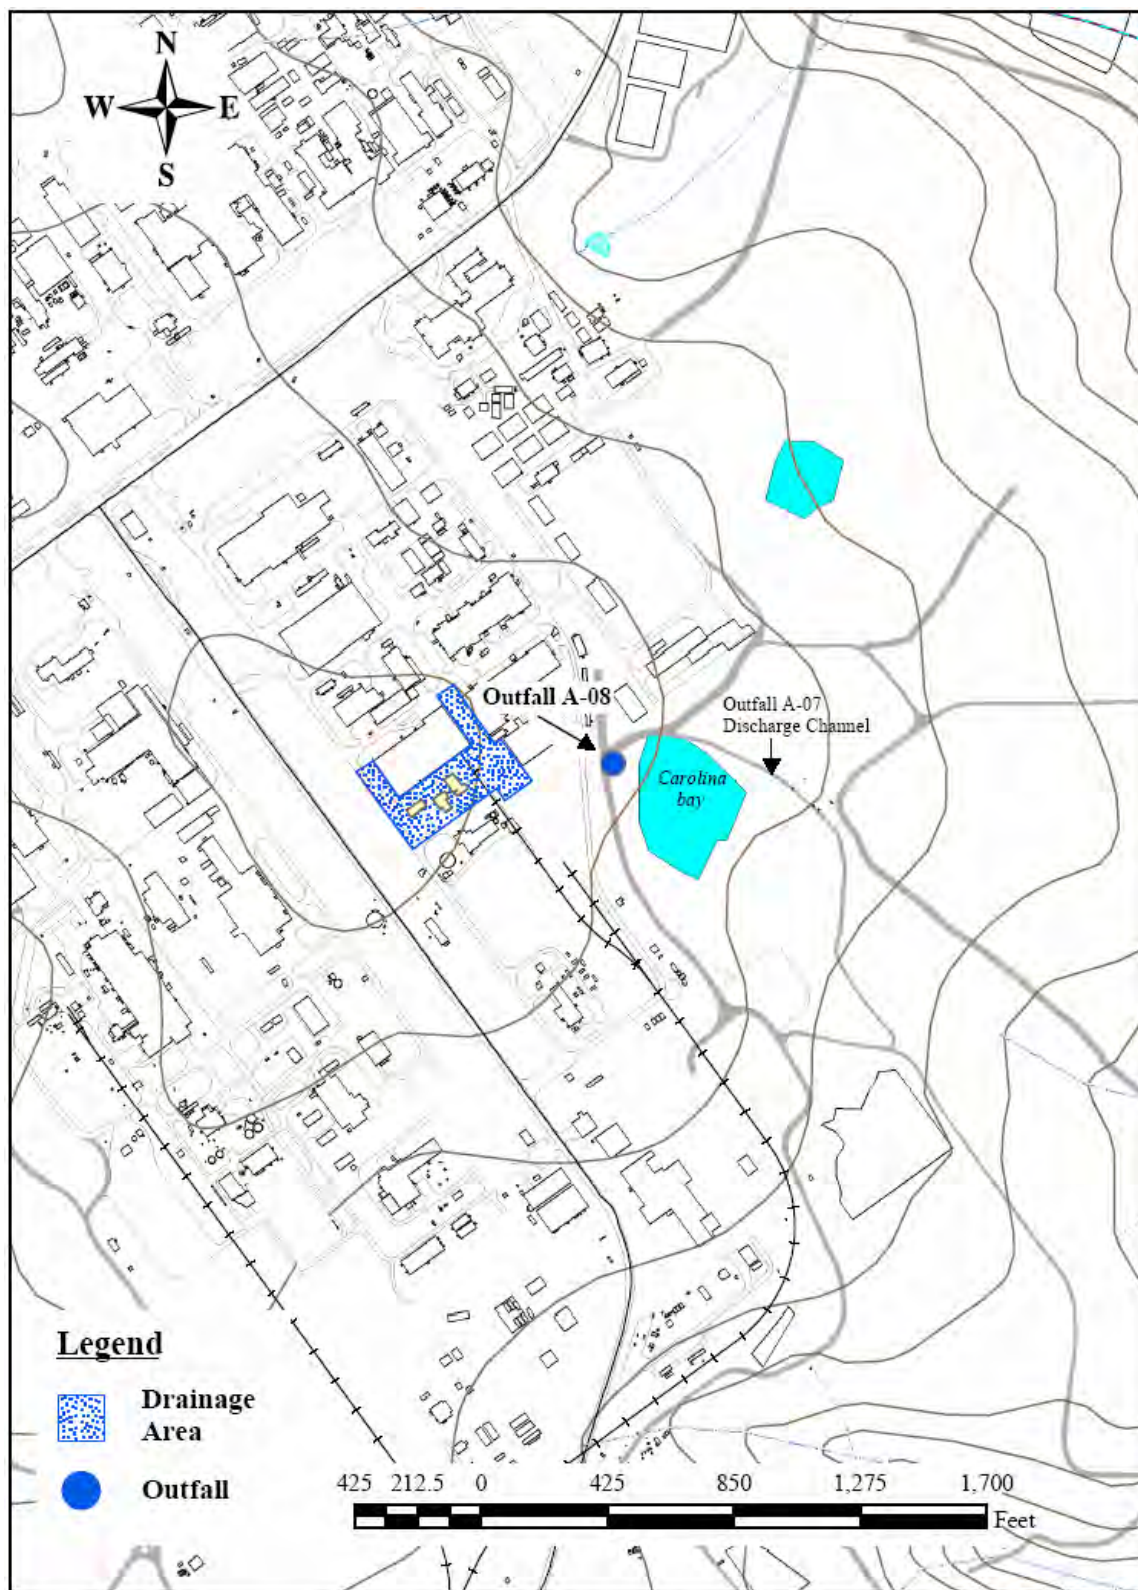 N
W E
S
Outfall A-08
Outfall A-07
Discharge Channel
Carolina
bay
Legend
Drainage
Area
Outfall
425 212.5 0 425 850 1,275 1,700
Feet